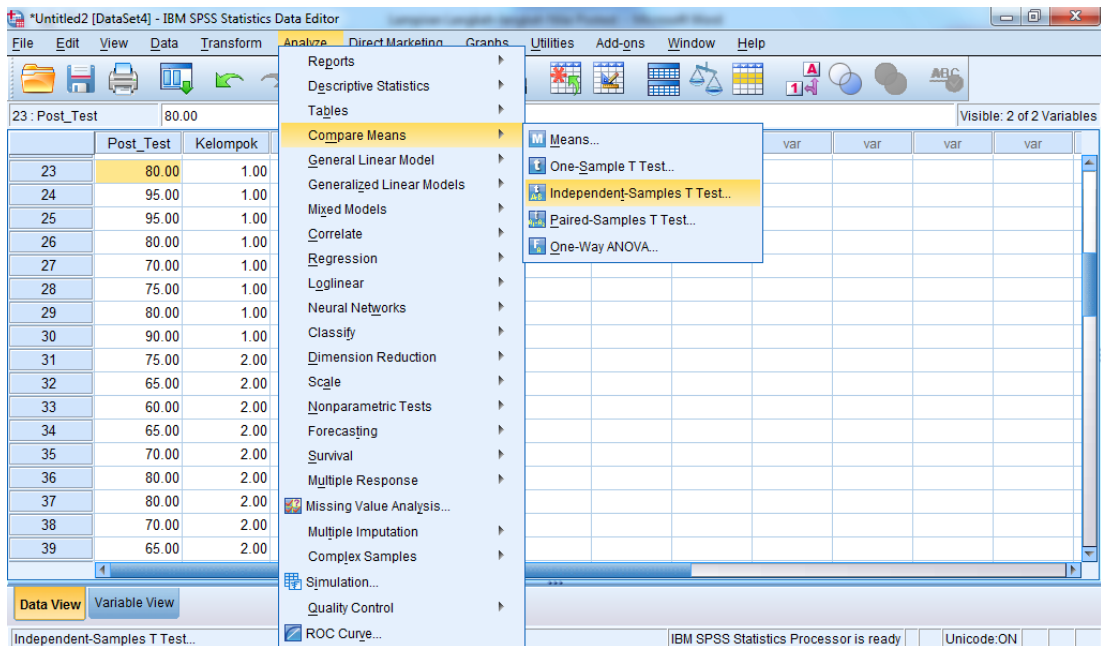 *Untitled2 [DataSet4] - IBM SPSS Statistics Data Editor
File Edit View Data Transform Analyze Direct Marketing Graphs Utilities Add-ons Window Help
23 : Post_Test 80.00 Visible: 2 of 2 Variables
Post_Test Kelompok var var var var
23 80.00 1.00
24 95.00 1.00
25 95.00 1.00
26 80.00 1.00
27 70.00 1.00
28 75.00 1.00
29 80.00 1.00
30 90.00 1.00
31 75.00 2.00
32 65.00 2.00
33 60.00 2.00
34 65.00 2.00
35 70.00 2.00
36 80.00 2.00
37 80.00 2.00
38 70.00 2.00
39 65.00 2.00
Reports
Descriptive Statistics
Tables
Compare Means
General Linear Model
Generalized Linear Models
Mixed Models
Correlate
Regression
Loglinear
Neural Networks
Classify
Dimension Reduction
Scale
Nonparametric Tests
Forecasting
Survival
Multiple Response
Missing Value Analysis...
Multiple Imputation
Complex Samples
Simulation...
Quality Control
ROC Curve...
Means...
One-Sample T Test...
Independent-Samples T Test...
Paired-Samples T Test...
One-Way ANOVA...
Data View Variable View
Independent-Samples T Test... IBM SPSS Statistics Processor is ready Unicode:ON